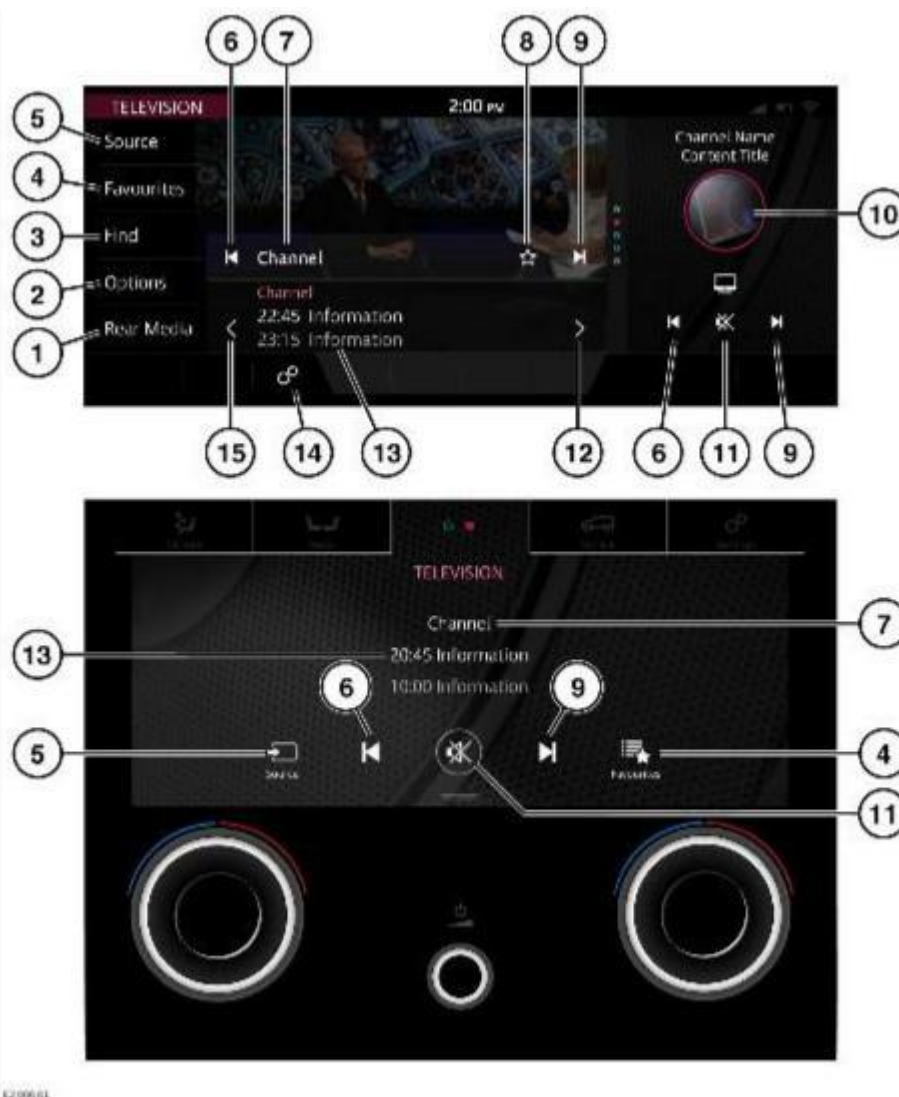 6 7 8 9
TELEVISION 2:00 PM
5 Source
Channel Name
Content Title
4 Favourites
10
3 Find
Channel
2 Options
Channel
22:45 Information
1 Rear Media
23:15 Information
15 14 13 12 6 11 9
TELEVISION
Channel 7
13 20:45 Information
6 9
10:00 Information
5 4
Source Favourites
11